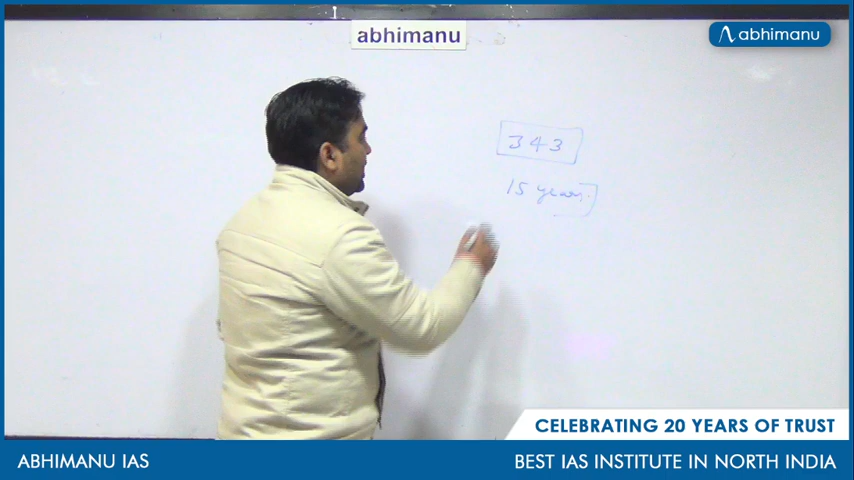 abhimanu
abhimanu
343
15 years.
CELEBRATING 20 YEARS OF TRUST
ABHIMANU IAS
BEST IAS INSTITUTE IN NORTH INDIA